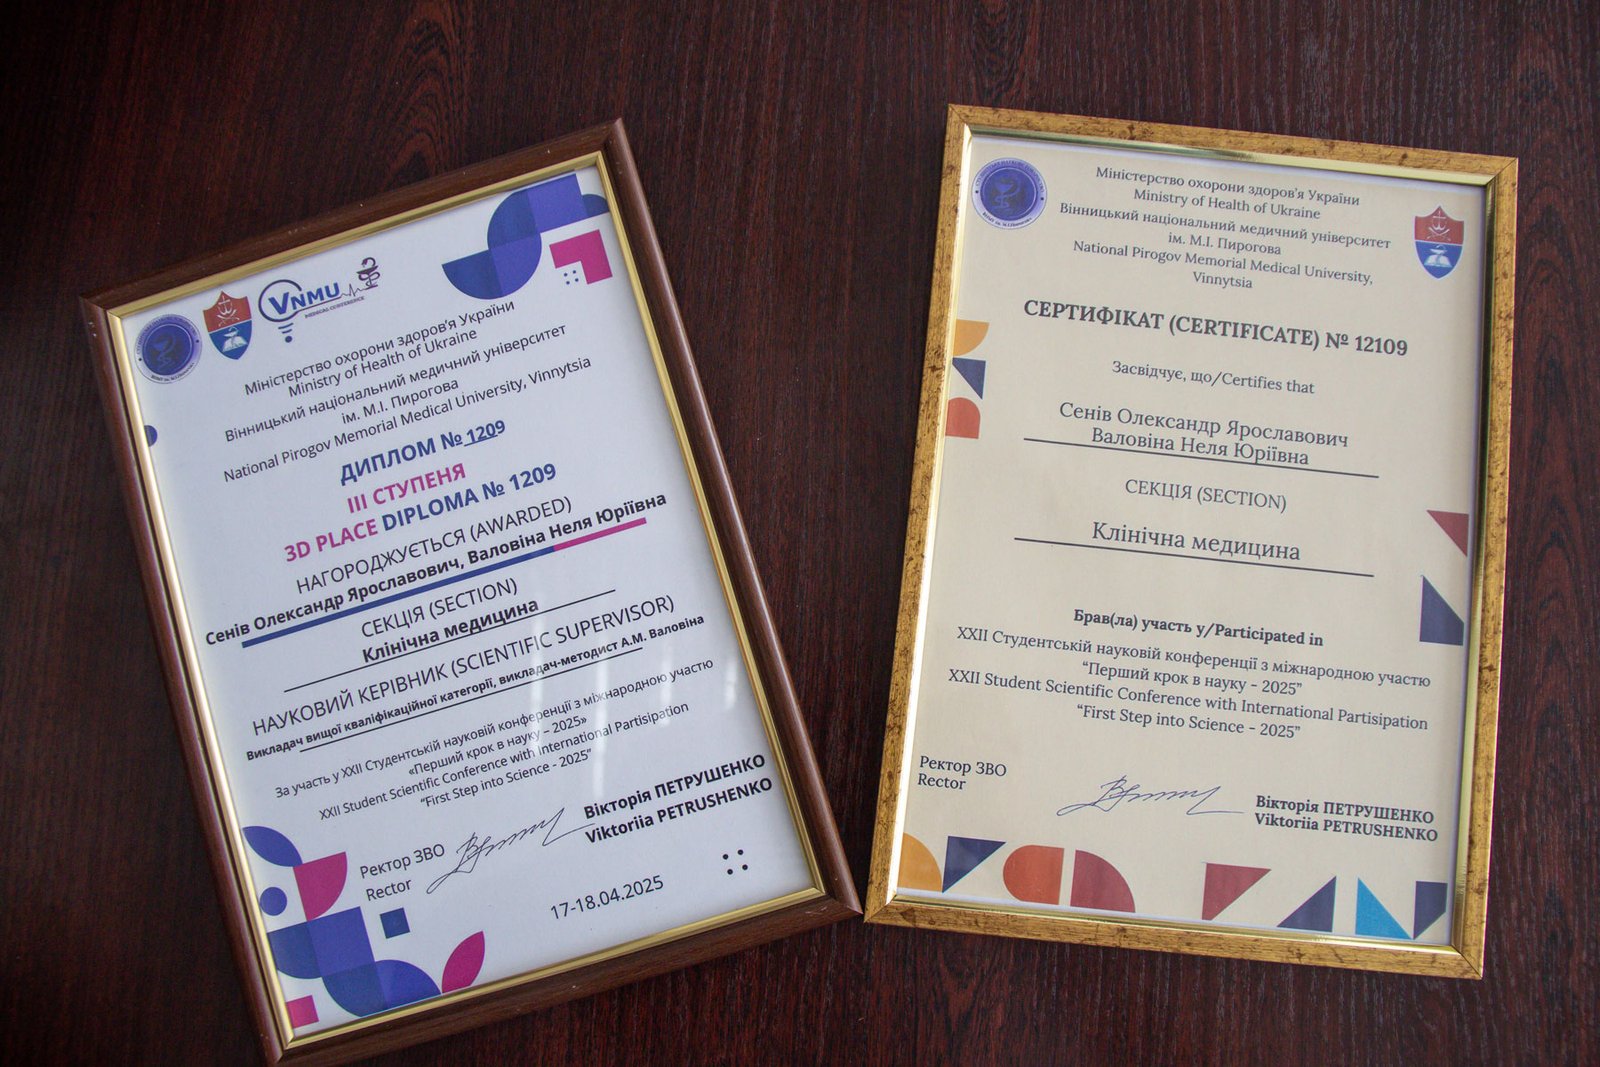 VNMU
MEDICAL CONFERENCE
Міністерство охорони здоров'я України
Ministry of Health of Ukraine
Вінницький національний медичний університет
ім. М.І. Пирогова
National Pirogov Memorial Medical University, Vinnytsia
ДИПЛОМ № 1209
III СТУПЕНЯ
3D PLACE DIPLOMA № 1209
НАГОРОДЖУЄТЬСЯ (AWARDED)
Сенів Олександр Ярославович, Валовіна Неля Юріївна
СЕКЦІЯ (SECTION)
Клінічна медицина
НАУКОВИЙ КЕРІВНИК (SCIENTIFIC SUPERVISOR)
Викладач вищої кваліфікаційної категорії, викладач-методист А.М. Валовіна
За участь у XXII Студентській науковій конференції з міжнародною участю
«Перший крок в науку – 2025»
XXII Student Scientific Conference with International Partisipation
“First Step into Science - 2025”
Ректор ЗВО
Rector
Вікторія ПЕТРУШЕНКО
Viktoriia PETRUSHENKO
17-18.04.2025
Міністерство охорони здоров'я України
Ministry of Health of Ukraine
Вінницький національний медичний університет
ім. М.І. Пирогова
National Pirogov Memorial Medical University,
Vinnytsia
СЕРТИФІКАТ (CERTIFICATE) № 12109
Засвідчує, що/Certifies that
Сенів Олександр Ярославович
Валовіна Неля Юріївна
СЕКЦІЯ (SECTION)
Клінічна медицина
Брав(ла) участь у/Participated in
XXII Студентській науковій конференції з міжнародною участю
“Перший крок в науку - 2025”
XXII Student Scientific Conference with International Partisipation
“First Step into Science - 2025”
Ректор ЗВО
Rector
Вікторія ПЕТРУШЕНКО
Viktoriia PETRUSHENKO